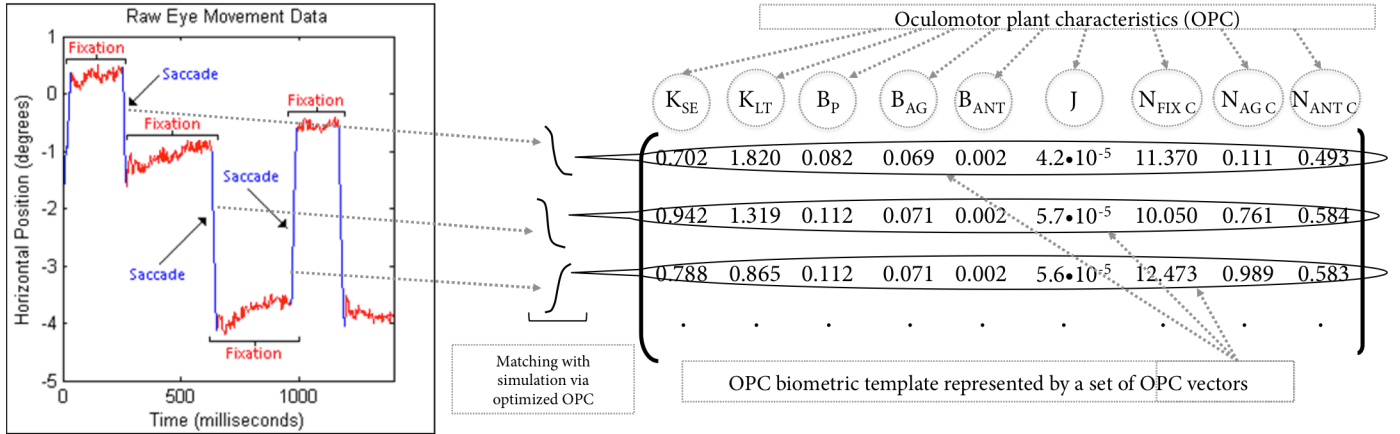 Raw Eye Movement Data
Horizontal Position (degrees)
1
0
-1
-2
-3
-4
-5
0
500
1000
Time (milliseconds)
Fixation
Saccade
Fixation
Fixation
Saccade
Saccade
Fixation
Matching with
simulation via
optimized OPC
Oculomotor plant characteristics (OPC)
K_SE K_LT B_P B_AG B_ANT J N_FIX C N_AG C N_ANT C
0.702 1.820 0.082 0.069 0.002 4.2•10^-5 11.370 0.111 0.493
0.942 1.319 0.112 0.071 0.002 5.7•10^-5 10.050 0.761 0.584
0.788 0.865 0.112 0.071 0.002 5.6•10^-5 12.473 0.989 0.583
. . . . . . . . .
OPC biometric template represented by a set of OPC vectors